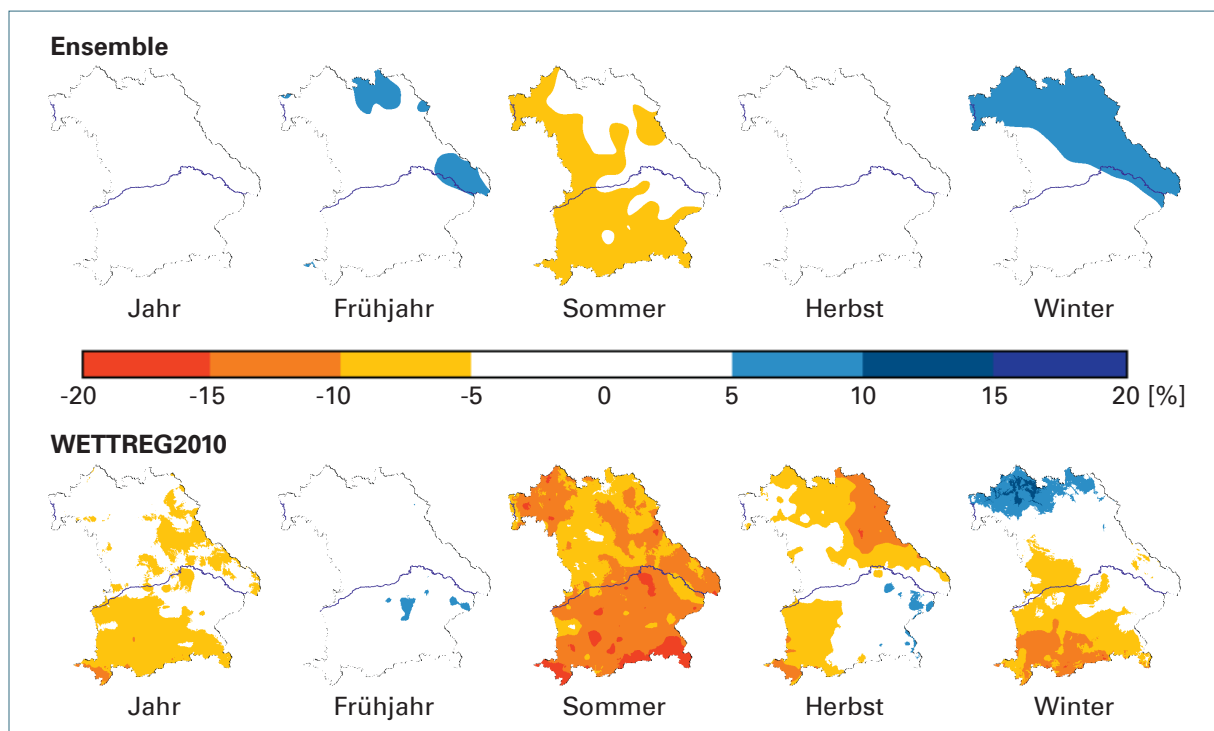 Ensemble
Jahr Frühjahr Sommer Herbst Winter
-20 -15 -10 -5 0 5 10 15 20 [%]
WETTREG2010
Jahr Frühjahr Sommer Herbst Winter